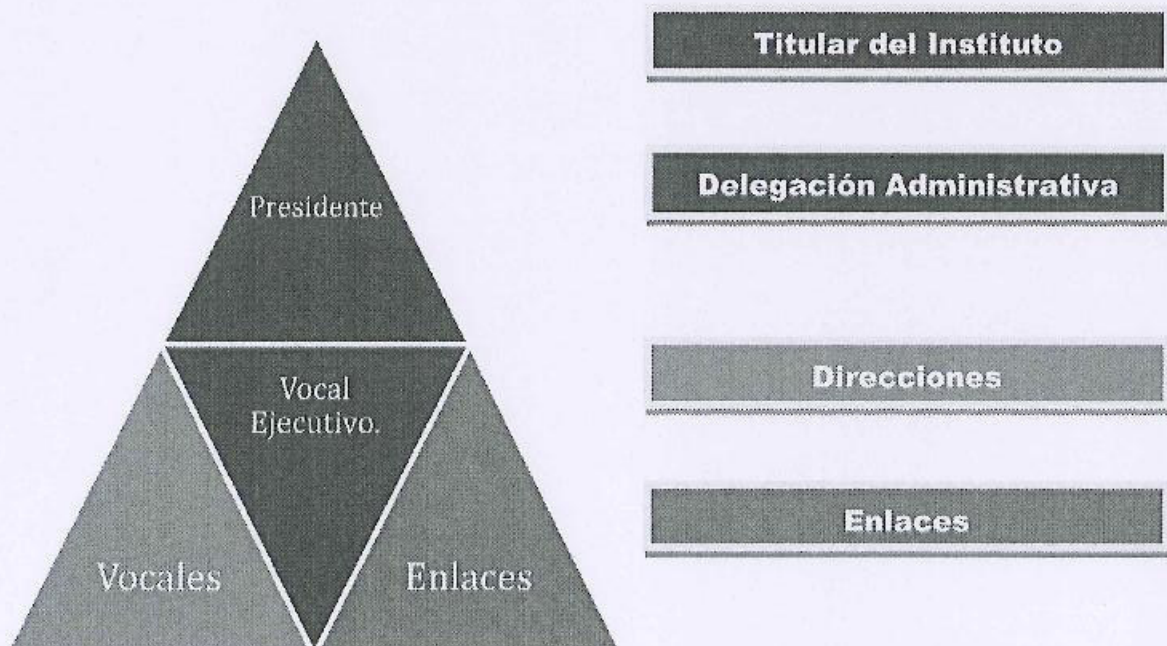 Presidente
Vocal
Ejecutivo.
Vocales
Enlaces
Titular del Instituto
Delegación Administrativa
Direcciones
Enlaces